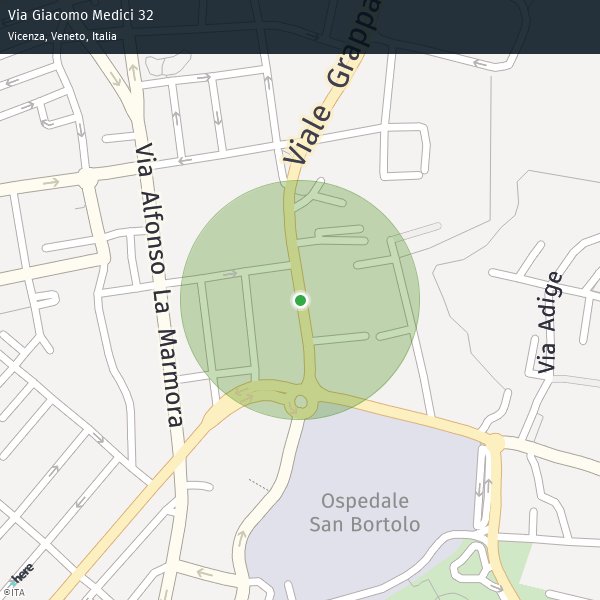 Via Giacomo Medici 32
Vicenza, Veneto, Italia
Viale Grappa
Via Alfonso La Marmora
Via Adige
Ospedale
San Bortolo
here
©ITA